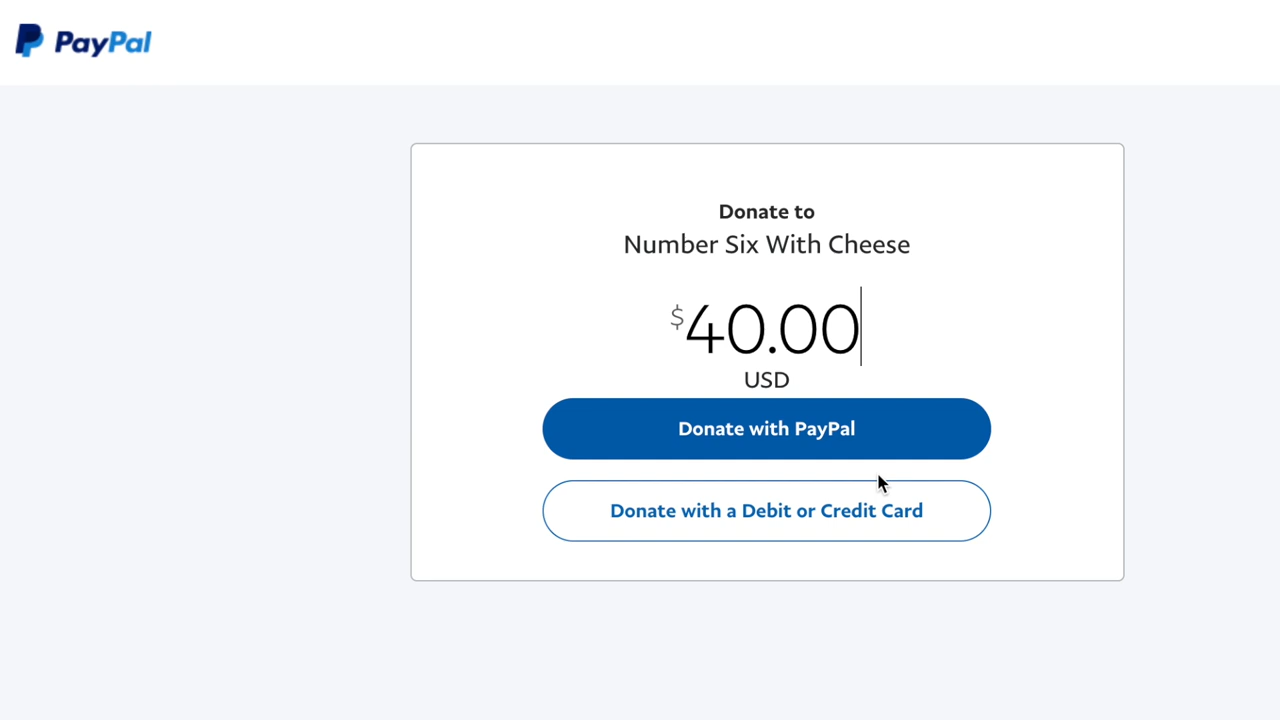 PayPal
Donate to
Number Six With Cheese
$40.00
USD
Donate with PayPal
Donate with a Debit or Credit Card